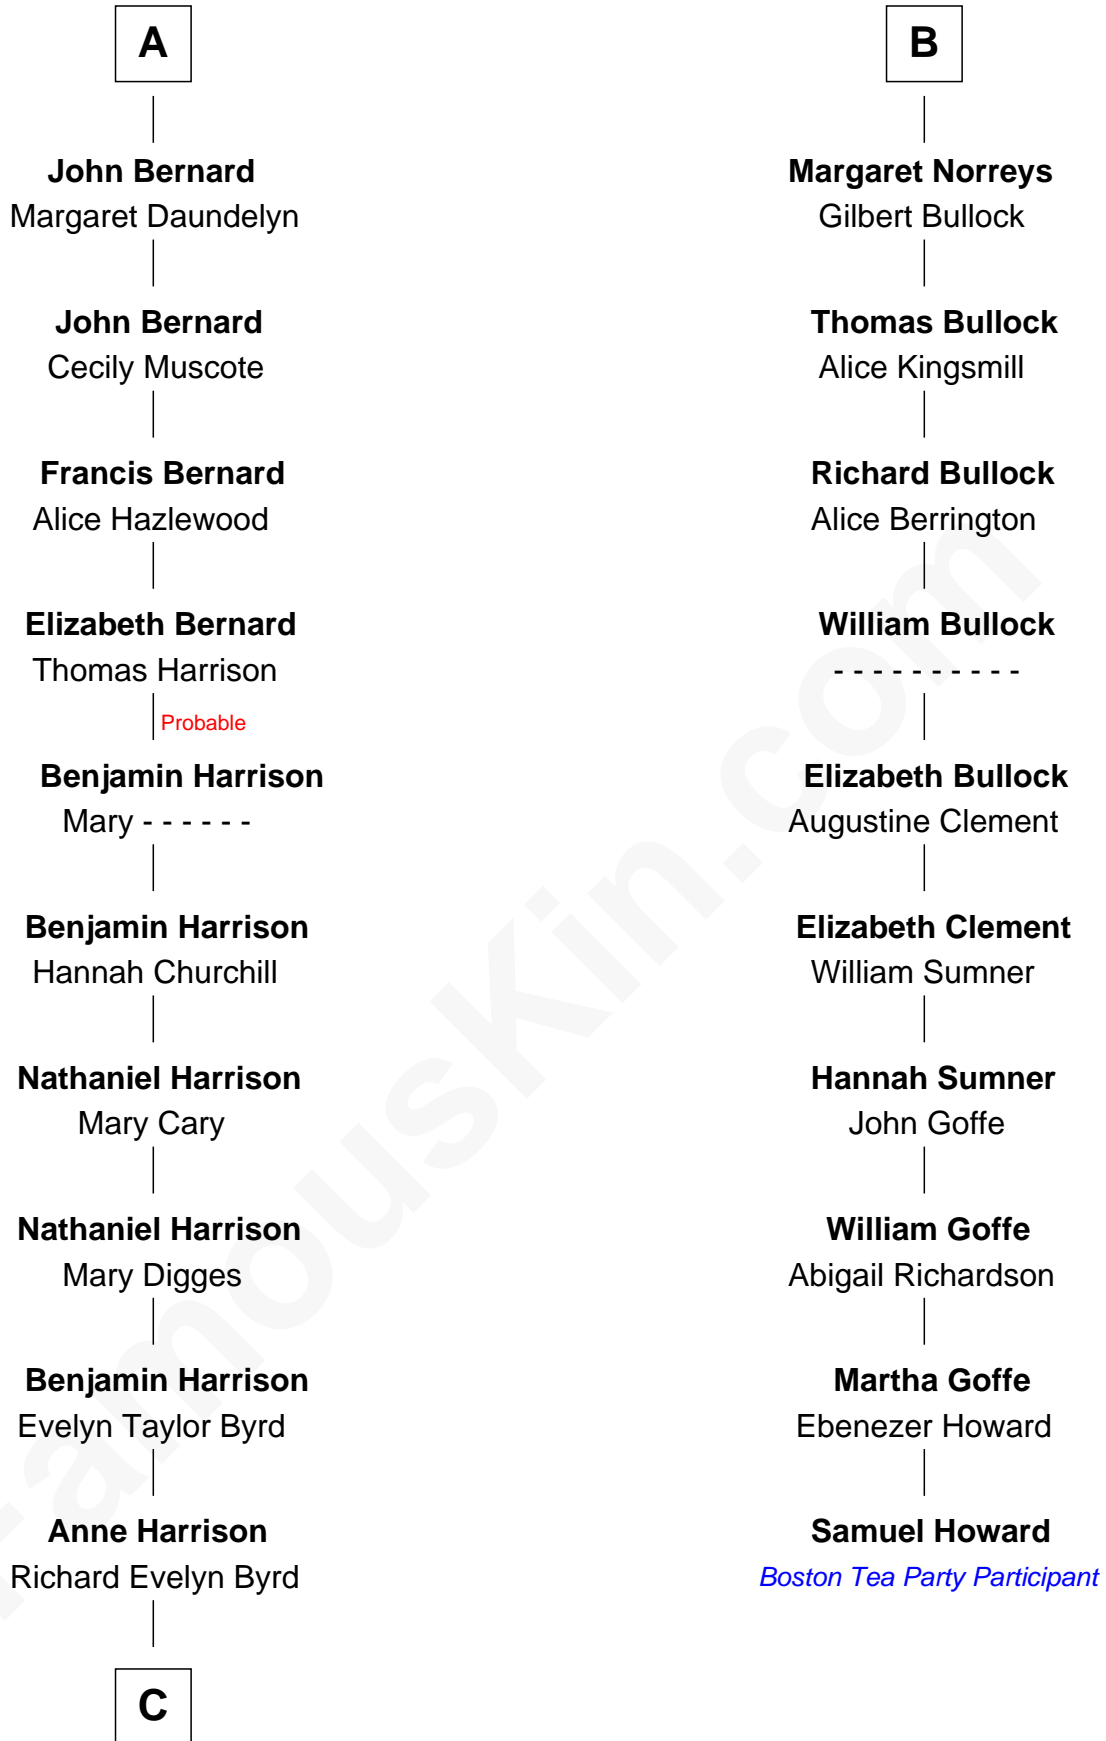 A
John Bernard
Margaret Daundelyn
John Bernard
Cecily Muscote
Francis Bernard
Alice Hazlewood
Elizabeth Bernard
Thomas Harrison
Probable
Benjamin Harrison
Mary - - - - - -
Benjamin Harrison
Hannah Churchill
Nathaniel Harrison
Mary Cary
Nathaniel Harrison
Mary Digges
Benjamin Harrison
Evelyn Taylor Byrd
Anne Harrison
Richard Evelyn Byrd
C
B
Margaret Norreys
Gilbert Bullock
Thomas Bullock
Alice Kingsmill
Richard Bullock
Alice Berrington
William Bullock
- - - - - - - - - -
Elizabeth Bullock
Augustine Clement
Elizabeth Clement
William Sumner
Hannah Sumner
John Goffe
William Goffe
Abigail Richardson
Martha Goffe
Ebenezer Howard
Samuel Howard
Boston Tea Party Participant
FamousKin.com